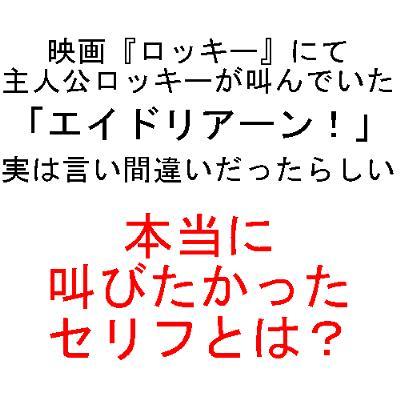 映画『ロッキー』にて
主人公ロッキーが叫んでいた
「エイドリアーン！」
実は言い間違いだったらしい
本当に
叫びたかった
セリフとは？